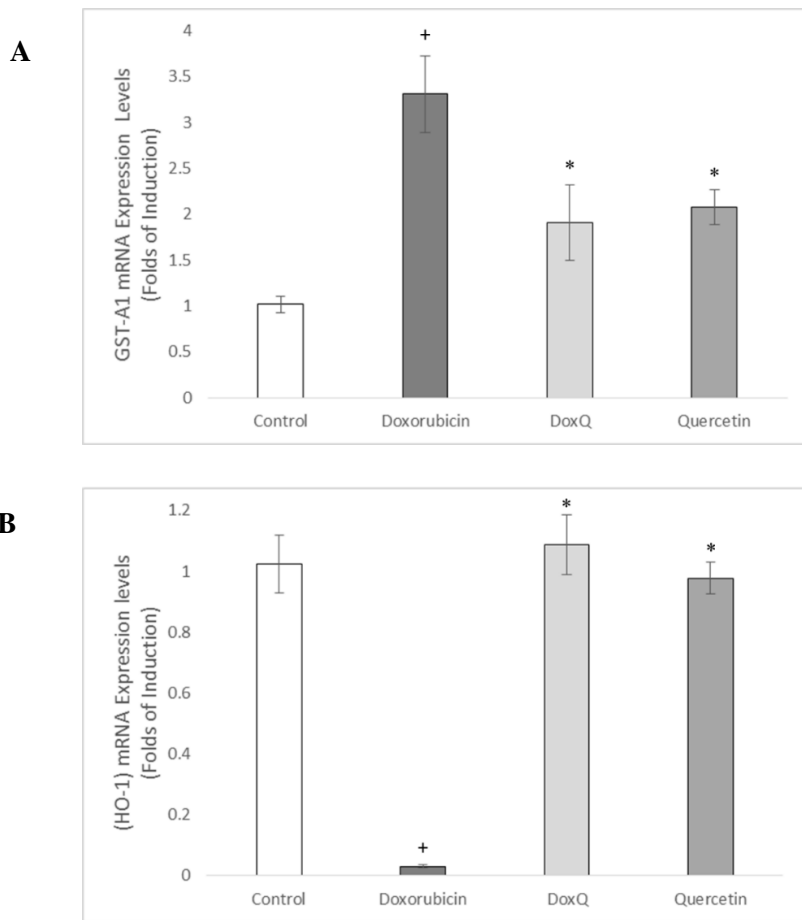 A
GST-A1 mRNA Expression Levels
(Folds of Induction)
4
3.5
3
2.5
2
1.5
1
0.5
0
+
*
*
Control Doxorubicin DoxQ Quercetin
B
(HO-1) mRNA Expression levels
(Folds of Induction)
1.2
1
0.8
0.6
0.4
0.2
0
+
*
*
Control Doxorubicin DoxQ Quercetin